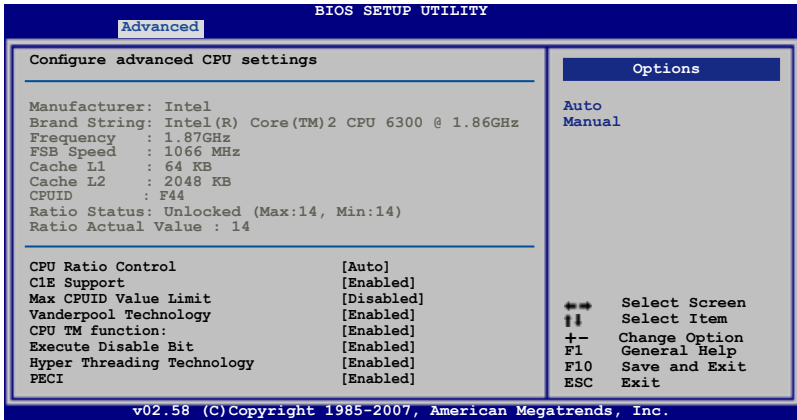 BIOS SETUP UTILITY
Advanced
Configure advanced CPU settings
Manufacturer: Intel
Brand String: Intel(R) Core(TM)2 CPU 6300 @ 1.86GHz
Frequency : 1.87GHz
FSB Speed : 1066 MHz
Cache L1 : 64 KB
Cache L2 : 2048 KB
CPUID : F44
Ratio Status: Unlocked (Max:14, Min:14)
Ratio Actual Value : 14
CPU Ratio Control [Auto]
C1E Support [Enabled]
Max CPUID Value Limit [Disabled]
Vanderpool Technology [Enabled]
CPU TM function: [Enabled]
Execute Disable Bit [Enabled]
Hyper Threading Technology [Enabled]
PECI [Enabled]
Options
Auto
Manual
←→ Select Screen
↑↓ Select Item
+- Change Option
F1 General Help
F10 Save and Exit
ESC Exit
v02.58 (C)Copyright 1985-2007, American Megatrends, Inc.